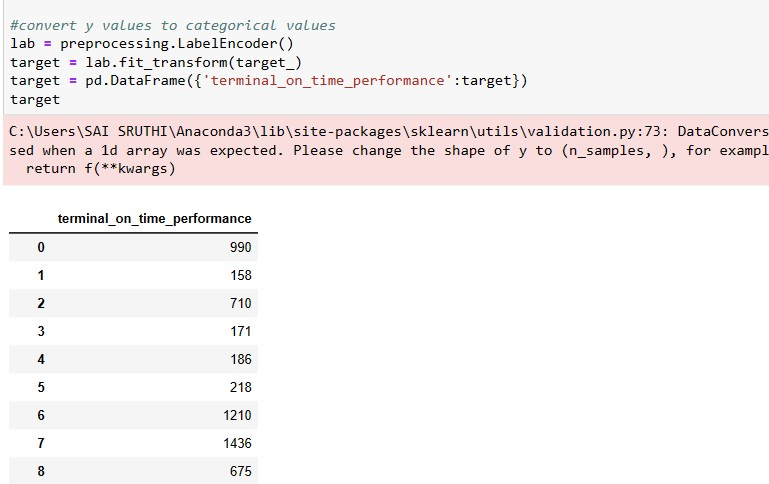 #convert y values to categorical values
lab = preprocessing.LabelEncoder()
target = lab.fit_transform(target_)
target = pd.DataFrame({'terminal_on_time_performance':target})
target
C:\Users\SAI SRUTHI\Anaconda3\lib\site-packages\sklearn\utils\validation.py:73: DataConvers
sed when a 1d array was expected. Please change the shape of y to (n_samples, ), for exampl
return f(**kwargs)
terminal_on_time_performance
0 990
1 158
2 710
3 171
4 186
5 218
6 1210
7 1436
8 675